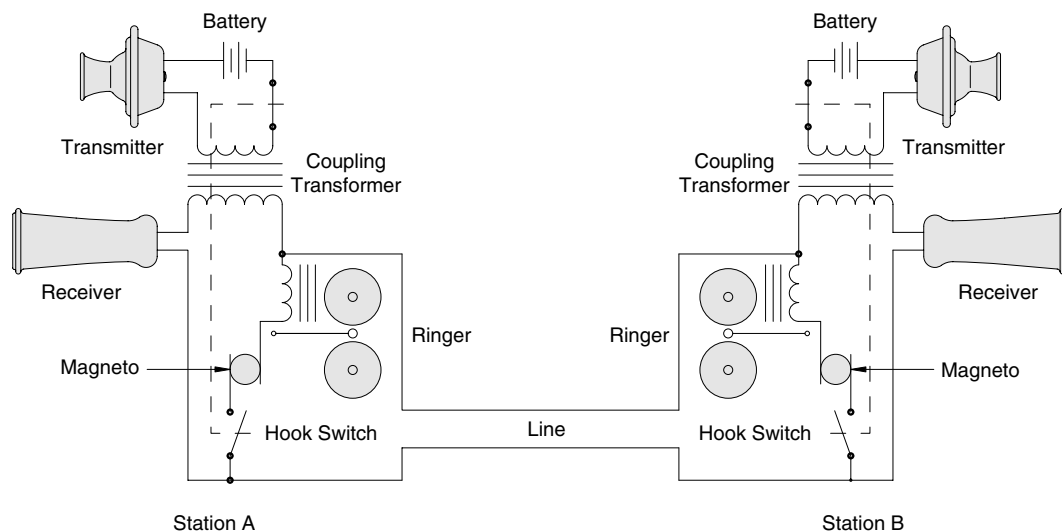 Battery
Battery
Transmitter
Transmitter
Coupling
Transformer
Coupling
Transformer
Receiver
Receiver
Ringer
Ringer
Magneto
Magneto
Hook Switch
Line
Hook Switch
Station A
Station B